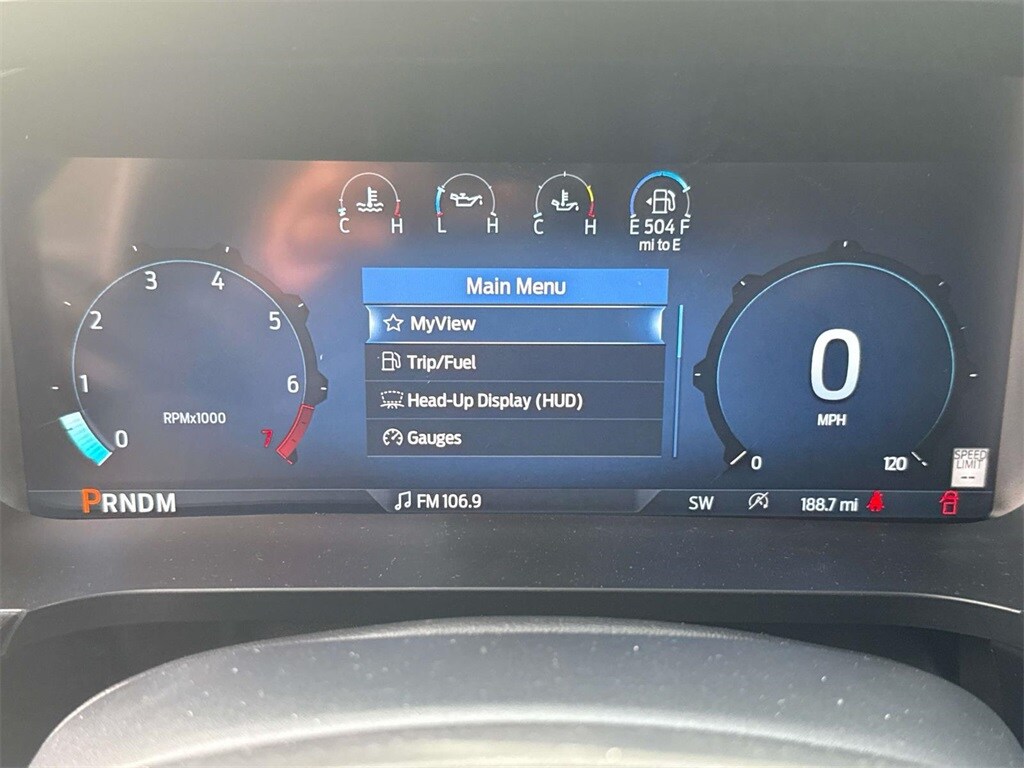 C H
L H
C H
E 504 F
mi to E
Main Menu
MyView
Trip/Fuel
Head-Up Display (HUD)
Gauges
0
1
2
3
4
5
6
7
RPMx1000
0
MPH
0
120
SPEED
LIMIT
--
PRNDM
FM 106.9
SW
188.7 mi